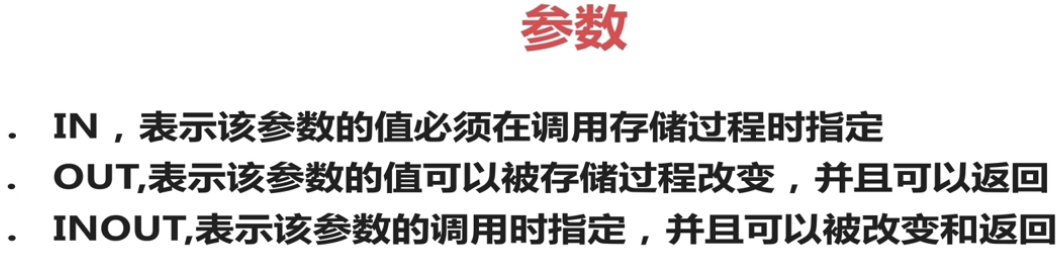 参数
. IN，表示该参数的值必须在调用存储过程时指定
. OUT,表示该参数的值可以被存储过程改变，并且可以返回
. INOUT,表示该参数的调用时指定，并且可以被改变和返回